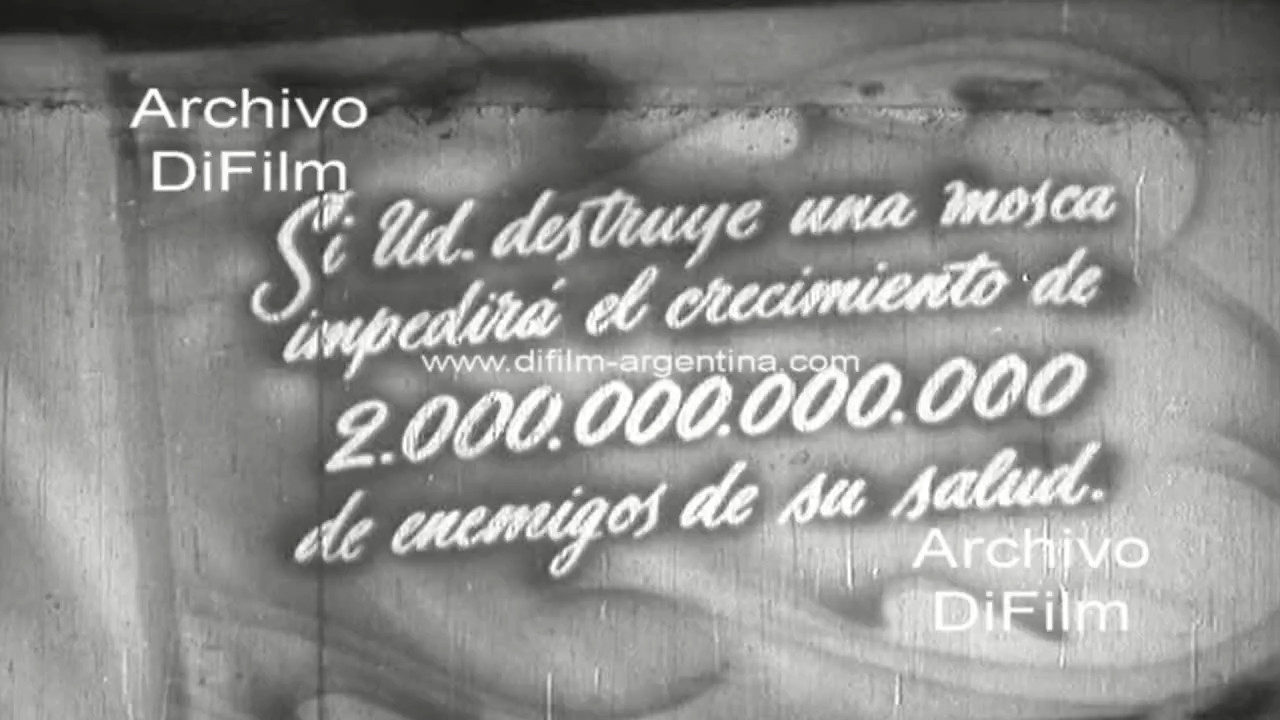 Archivo
DiFilm
Si Ud. destruye una mosca
impedirá el crecimiento de
www.difilm-argentina.com
2.000.000.000.000
de enemigos de su salud.
Archivo
DiFilm